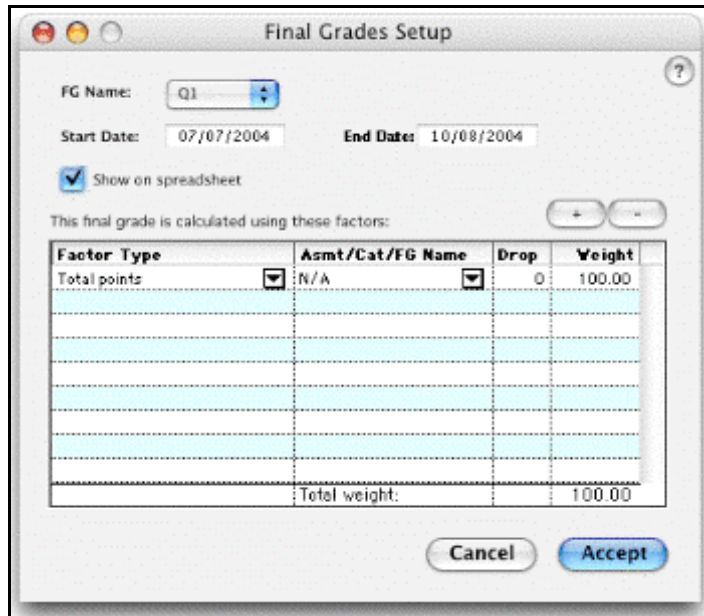 Final Grades Setup
?
FG Name: Q1
Start Date: 07/07/2004 End Date: 10/08/2004
Show on spreadsheet
This final grade is calculated using these factors: + -
Factor Type Asmt/Cat/FG Name Drop Weight
Total points N/A 0 100.00
Total weight: 100.00
Cancel Accept